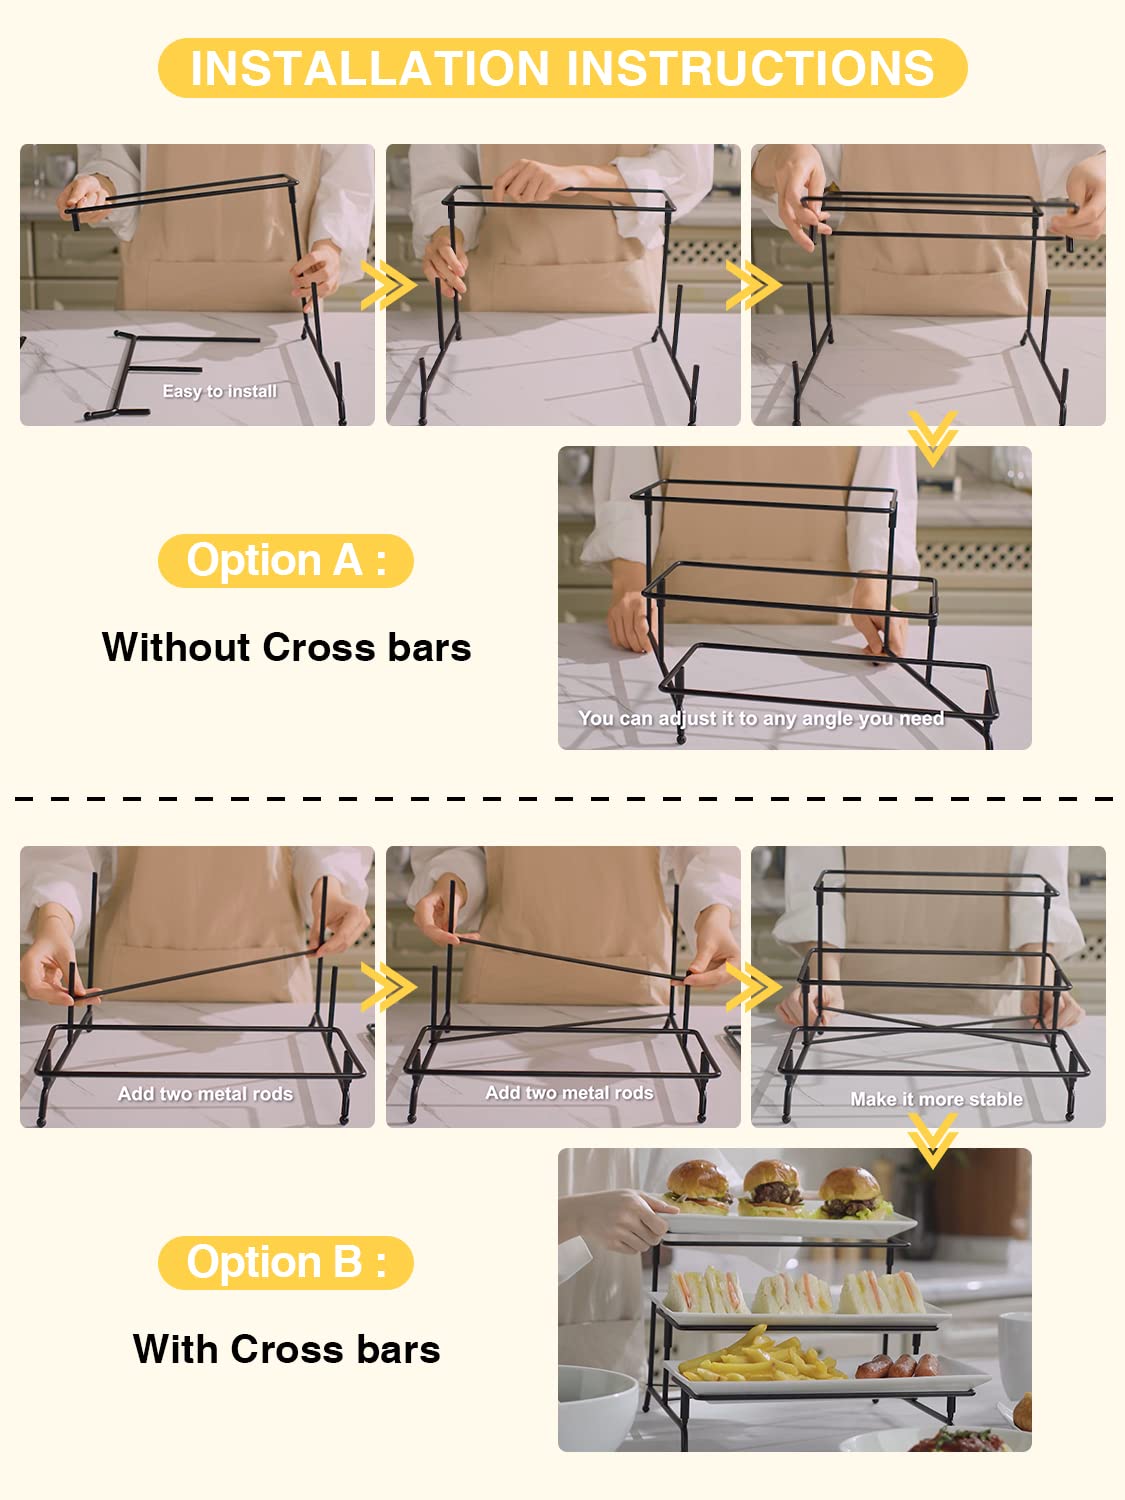 INSTALLATION INSTRUCTIONS
Easy to install
Option A :
Without Cross bars
You can adjust it to any angle you need
Add two metal rods
Add two metal rods
Make it more stable
Option B :
With Cross bars